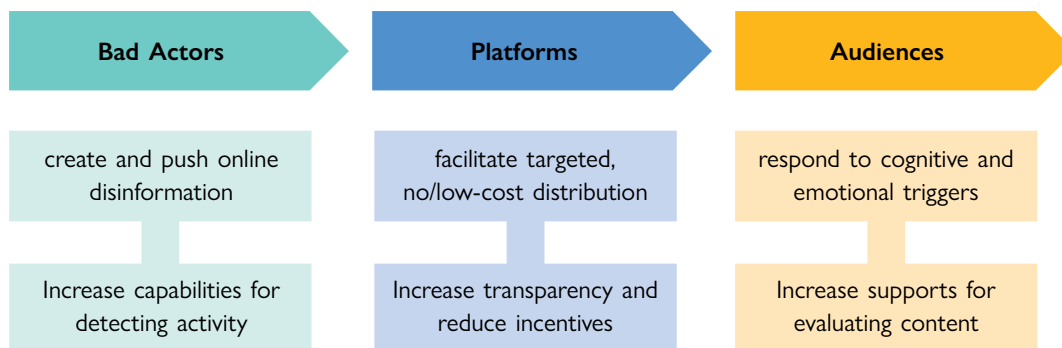 Bad Actors
Platforms
Audiences
create and push online
disinformation
facilitate targeted,
no/low-cost distribution
respond to cognitive and
emotional triggers
Increase capabilities for
detecting activity
Increase transparency and
reduce incentives
Increase supports for
evaluating content